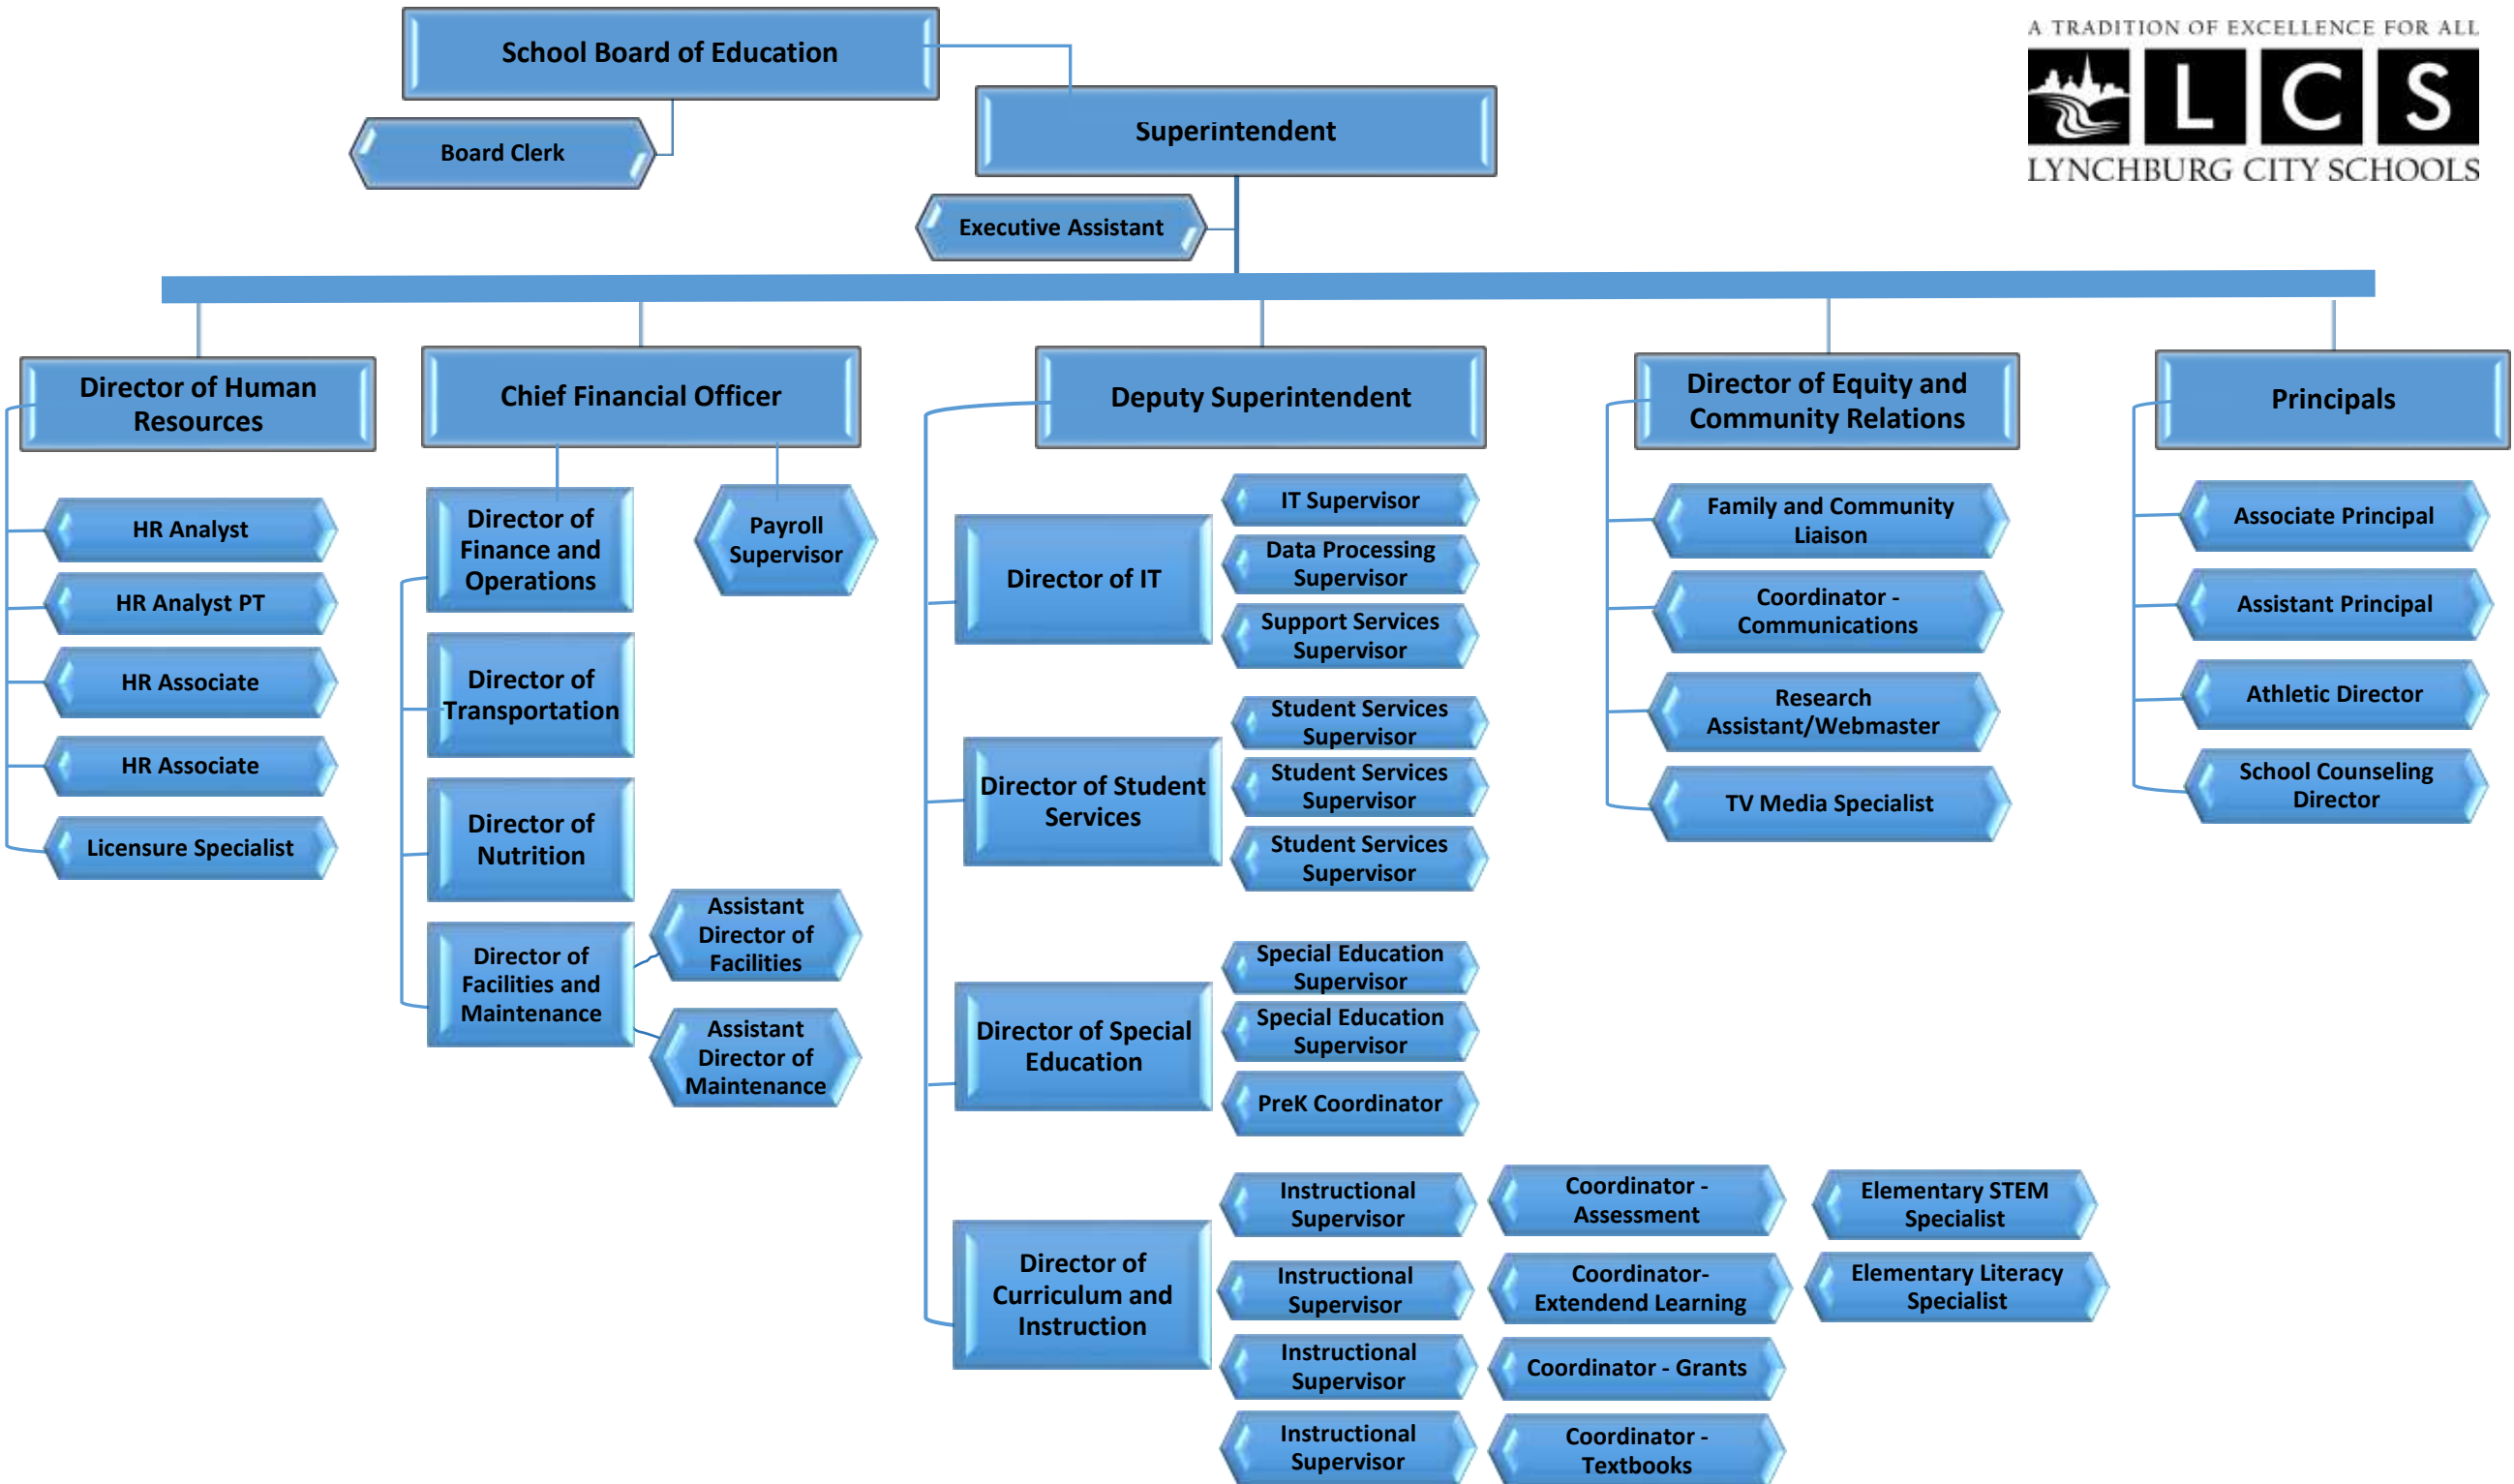 School Board of Education
A TRADITION OF EXCELLENCE FOR ALL
L C S
LYNCHBURG CITY SCHOOLS
Board Clerk
Superintendent
Executive Assistant
Director of Human
Resources
HR Analyst
HR Analyst PT
HR Associate
HR Associate
Licensure Specialist
Chief Financial Officer
Director of
Finance and
Operations
Payroll
Supervisor
Director of
Transportation
Director of
Nutrition
Director of
Facilities and
Maintenance
Assistant
Director of
Facilities
Assistant
Director of
Maintenance
Deputy Superintendent
Director of IT
IT Supervisor
Data Processing
Supervisor
Support Services
Supervisor
Director of Student
Services
Student Services
Supervisor
Student Services
Supervisor
Student Services
Supervisor
Director of Special
Education
Special Education
Supervisor
Special Education
Supervisor
PreK Coordinator
Director of
Curriculum and
Instruction
Instructional
Supervisor
Instructional
Supervisor
Instructional
Supervisor
Instructional
Supervisor
Coordinator -
Assessment
Coordinator-
Extendend Learning
Coordinator - Grants
Coordinator -
Textbooks
Elementary STEM
Specialist
Elementary Literacy
Specialist
Director of Equity and
Community Relations
Family and Community
Liaison
Coordinator -
Communications
Research
Assistant/Webmaster
TV Media Specialist
Principals
Associate Principal
Assistant Principal
Athletic Director
School Counseling
Director